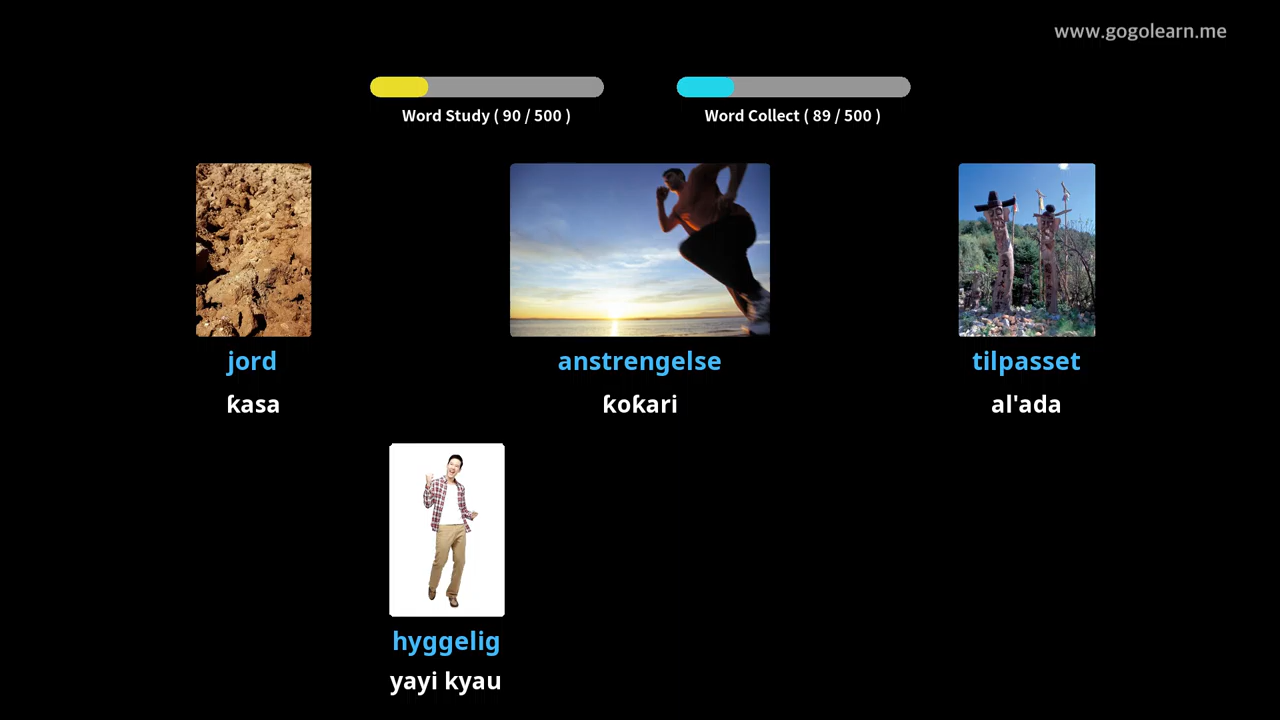 www.gogolearn.me
Word Study ( 90 / 500 )
Word Collect ( 89 / 500 )
jord
anstrengelse
tilpasset
ƙasa
ƙoƙari
al'ada
hyggelig
yayi kyau